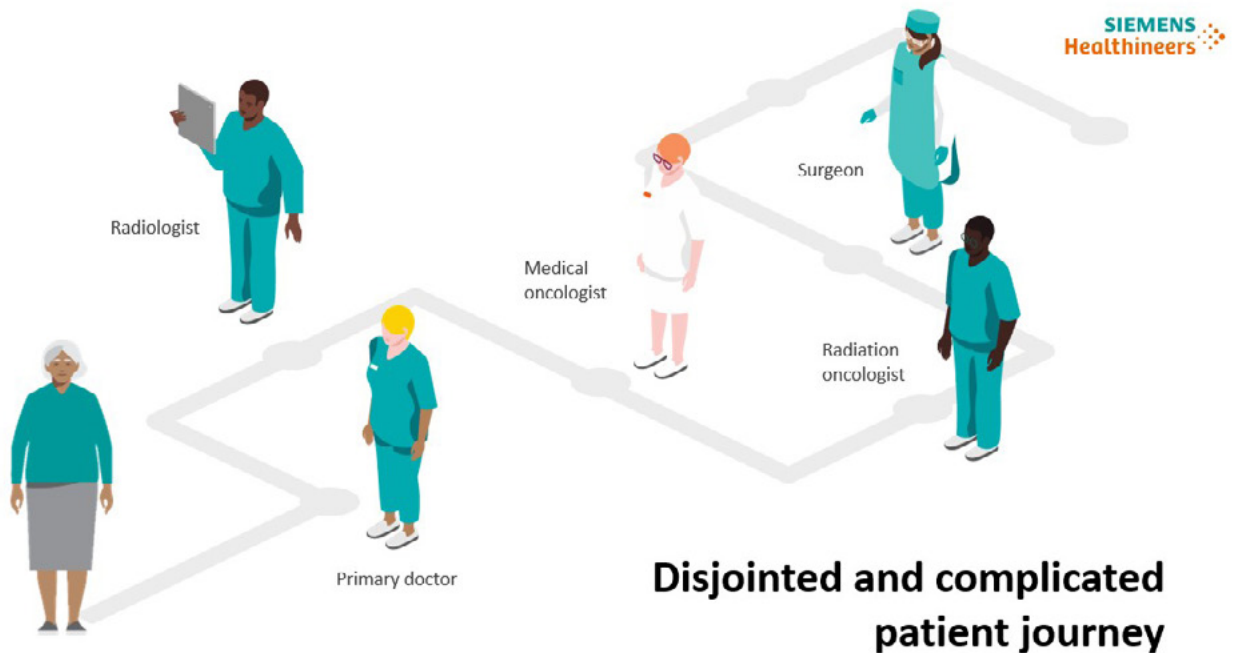 SIEMENS
Healthineers
Surgeon
Radiologist
Medical
oncologist
Radiation
oncologist
Primary doctor
Disjointed and complicated
patient journey